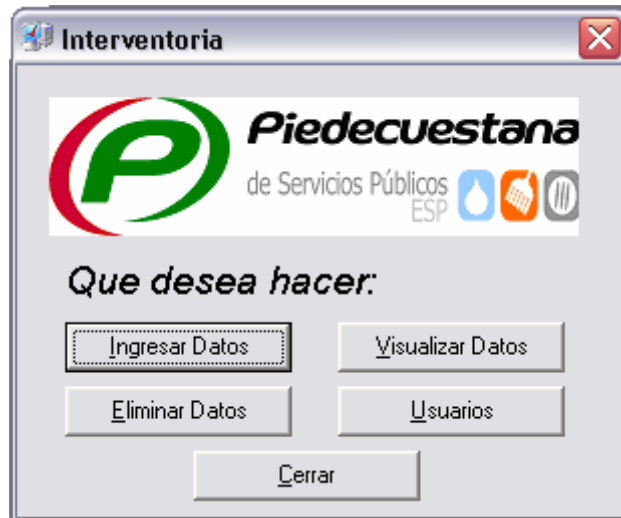 Interventoria
P
Piedecuestana
de Servicios Públicos
ESP
Que desea hacer:
Ingresar Datos
Visualizar Datos
Eliminar Datos
Usuarios
Cerrar